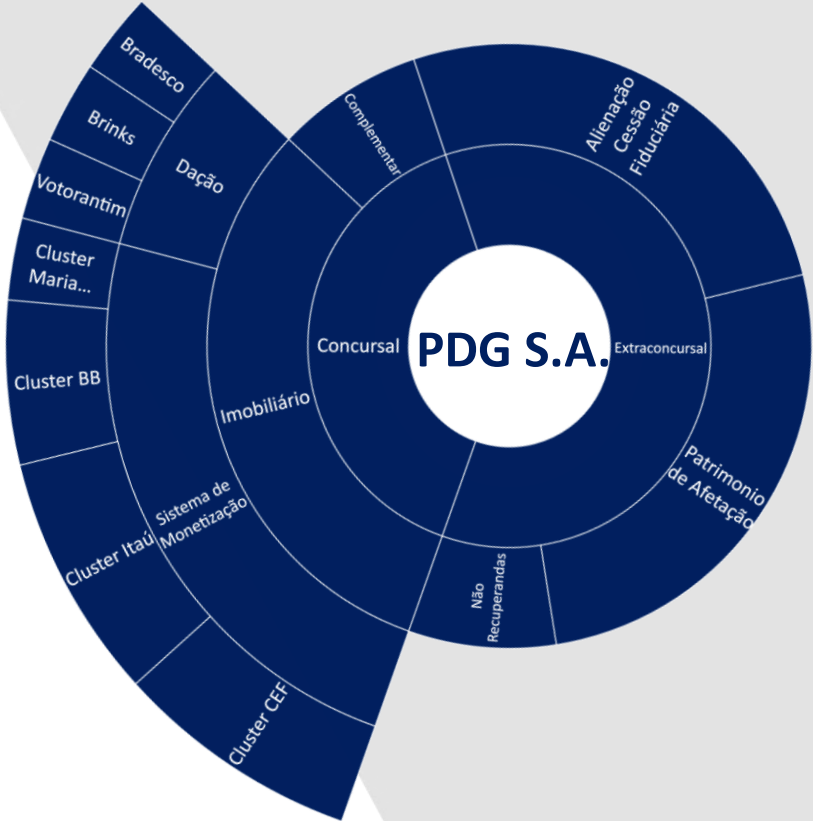 PDG S.A.
Concursal
Complementar
Imobiliário
Dação
Bradesco
Brinks
Votorantim
Sistema de
Monetização
Cluster
Maria...
Cluster BB
Cluster Itaú
Cluster CEF
Extraconcursal
Alienação
Cessão
Fiduciária
Patrimonio
de Afetação
Não
Recuperandas